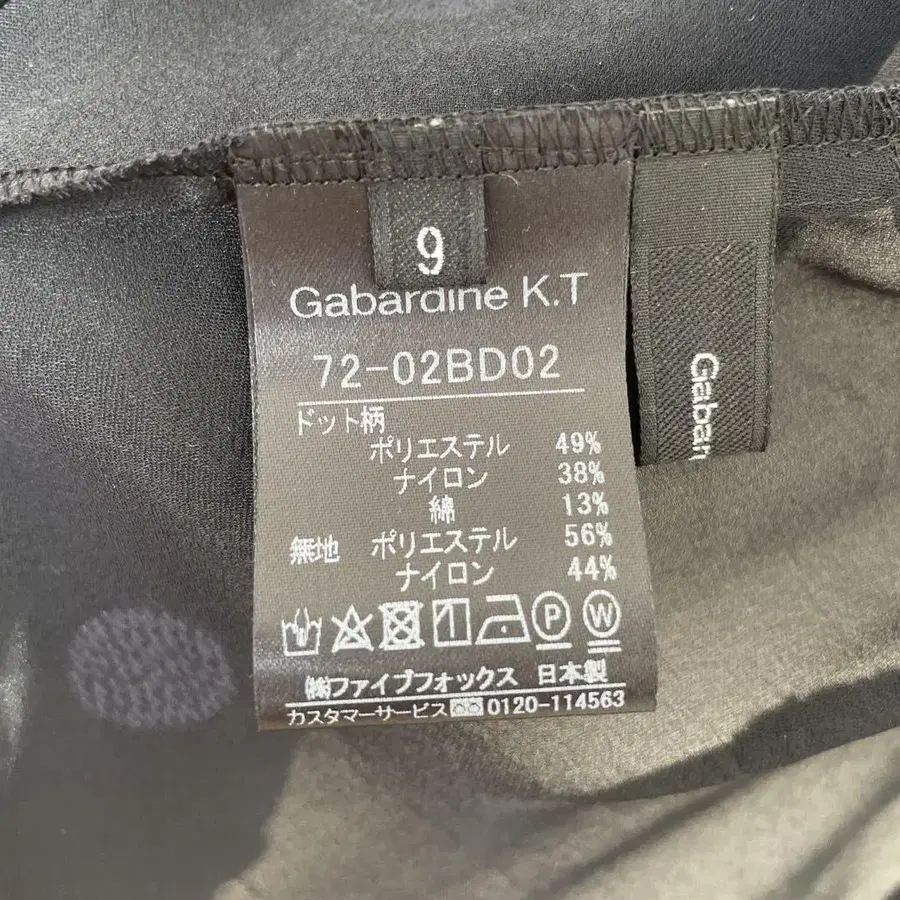 9
Gabardine K.T
72-02BD02
ドット柄
ポリエステル 49%
ナイロン 38%
綿 13%
無地 ポリエステル 56%
ナイロン 44%
P W
㈱ファイブフォックス 日本製
カスタマーサービス 0120-114563
Gabar